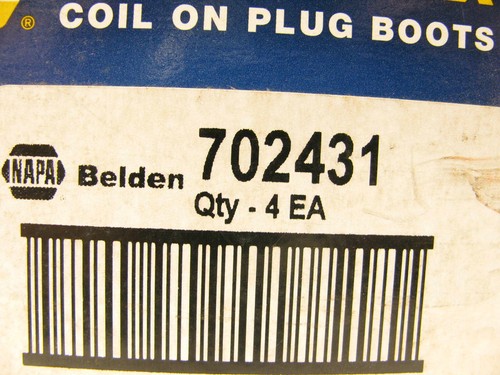 ® COIL ON PLUG BOOTS
NAPA Belden 702431
Qty - 4 EA